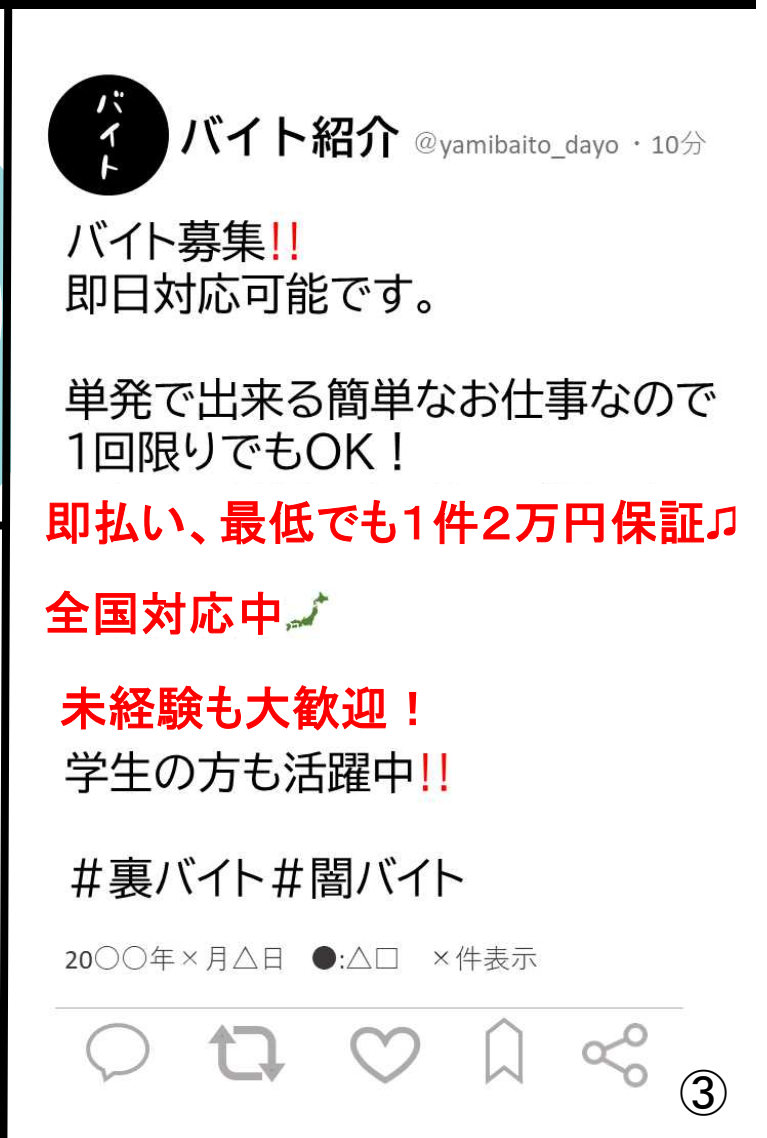 バイト
バイト紹介 @yamibaito_dayo・10分
バイト募集!!
即日対応可能です。
単発で出来る簡単なお仕事なので
1回限りでもOK！
即払い、最低でも1件2万円保証♫
全国対応中🗾
未経験も大歓迎！
学生の方も活躍中!!
＃裏バイト＃闇バイト
20〇〇年×月△日 ●:△□ ×件表示
③